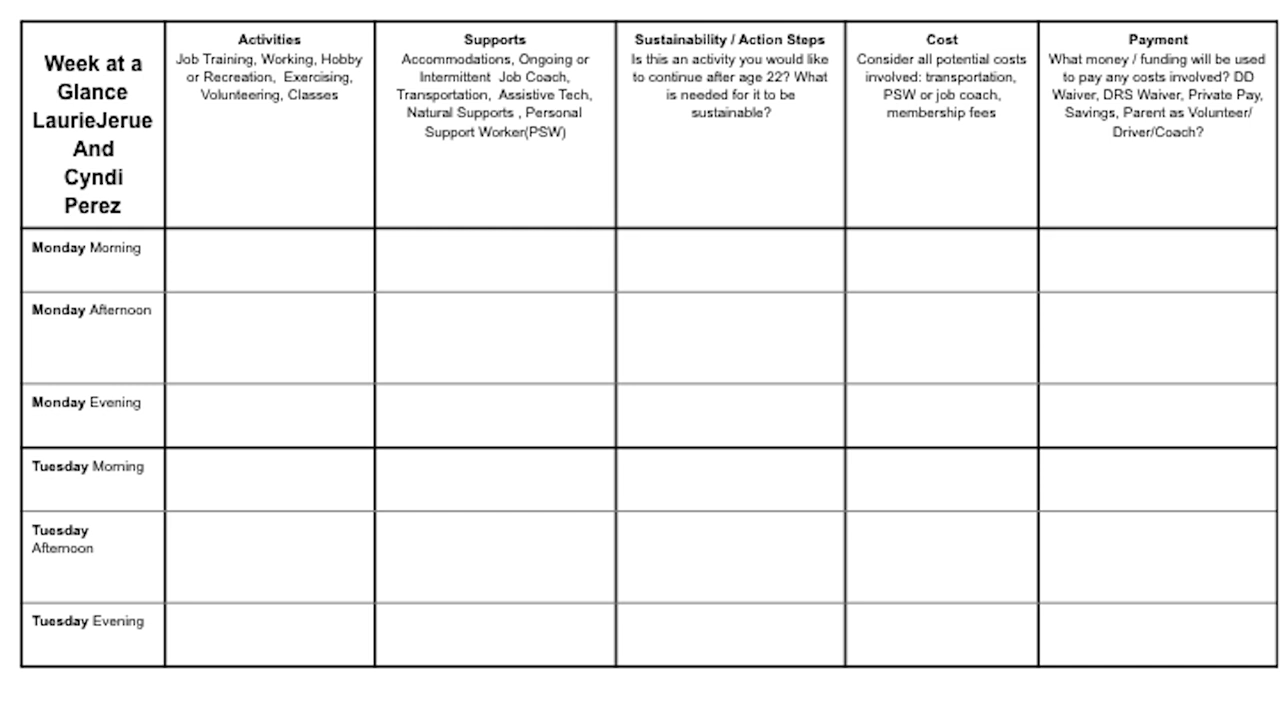 Week at a
Glance
LaurieJerue
And
Cyndi
Perez
Activities
Job Training, Working, Hobby
or Recreation, Exercising,
Volunteering, Classes
Supports
Accommodations, Ongoing or
Intermittent Job Coach,
Transportation, Assistive Tech,
Natural Supports , Personal
Support Worker(PSW)
Sustainability / Action Steps
Is this an activity you would like
to continue after age 22? What
is needed for it to be
sustainable?
Cost
Consider all potential costs
involved: transportation,
PSW or job coach,
membership fees
Payment
What money / funding will be used
to pay any costs involved? DD
Waiver, DRS Waiver, Private Pay,
Savings, Parent as Volunteer/
Driver/Coach?
Monday Morning
Monday Afternoon
Monday Evening
Tuesday Morning
Tuesday
Afternoon
Tuesday Evening